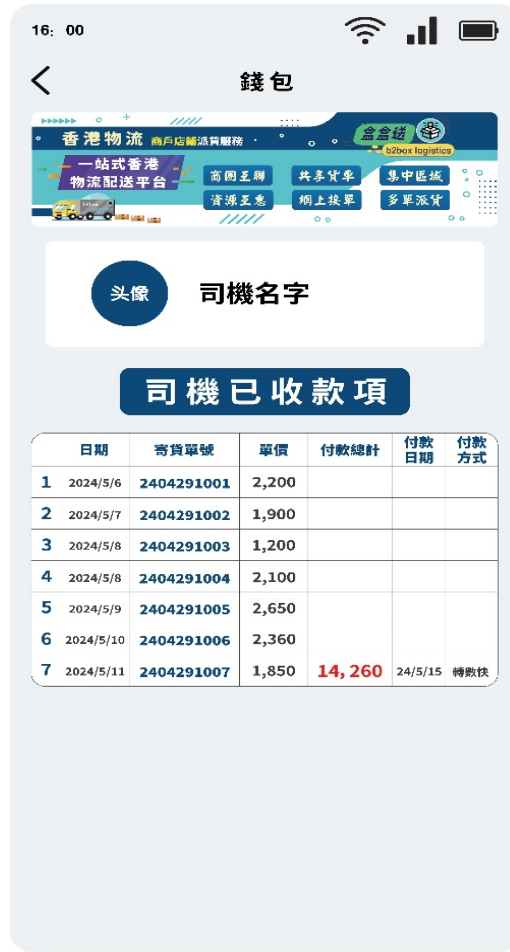 16: 00
錢包
香港物流 商戶店鋪派貨服務
盒盒送
b2box logistics
一站式香港
物流配送平台
商圈互聯 共享貨車 集中區域
資源互惠 網上接單 多單派貨
头像 司機名字
司機已收款項
日期 寄貨單號 單價 付款總計 付款日期 付款方式
1 2024/5/6 2404291001 2,200
2 2024/5/7 2404291002 1,900
3 2024/5/8 2404291003 1,200
4 2024/5/8 2404291004 2,100
5 2024/5/9 2404291005 2,650
6 2024/5/10 2404291006 2,360
7 2024/5/11 2404291007 1,850 14,260 24/5/15 轉數快